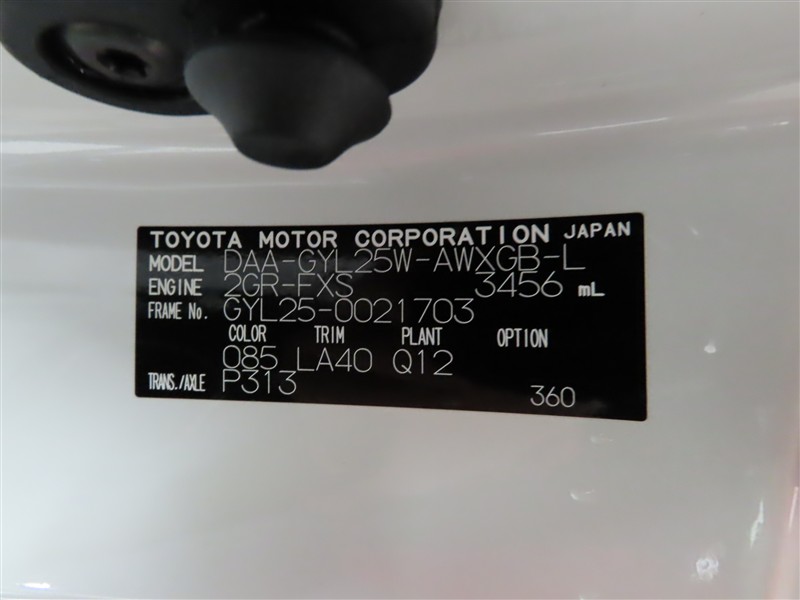 TOYOTA MOTOR CORPORATION JAPAN
MODEL DAA-GYL25W-AWXGB-L
ENGINE 2GR-FXS 3456 mL
FRAME No. GYL25-0021703
COLOR TRIM PLANT OPTION
085 LA40 Q12
TRANS./AXLE P313
360